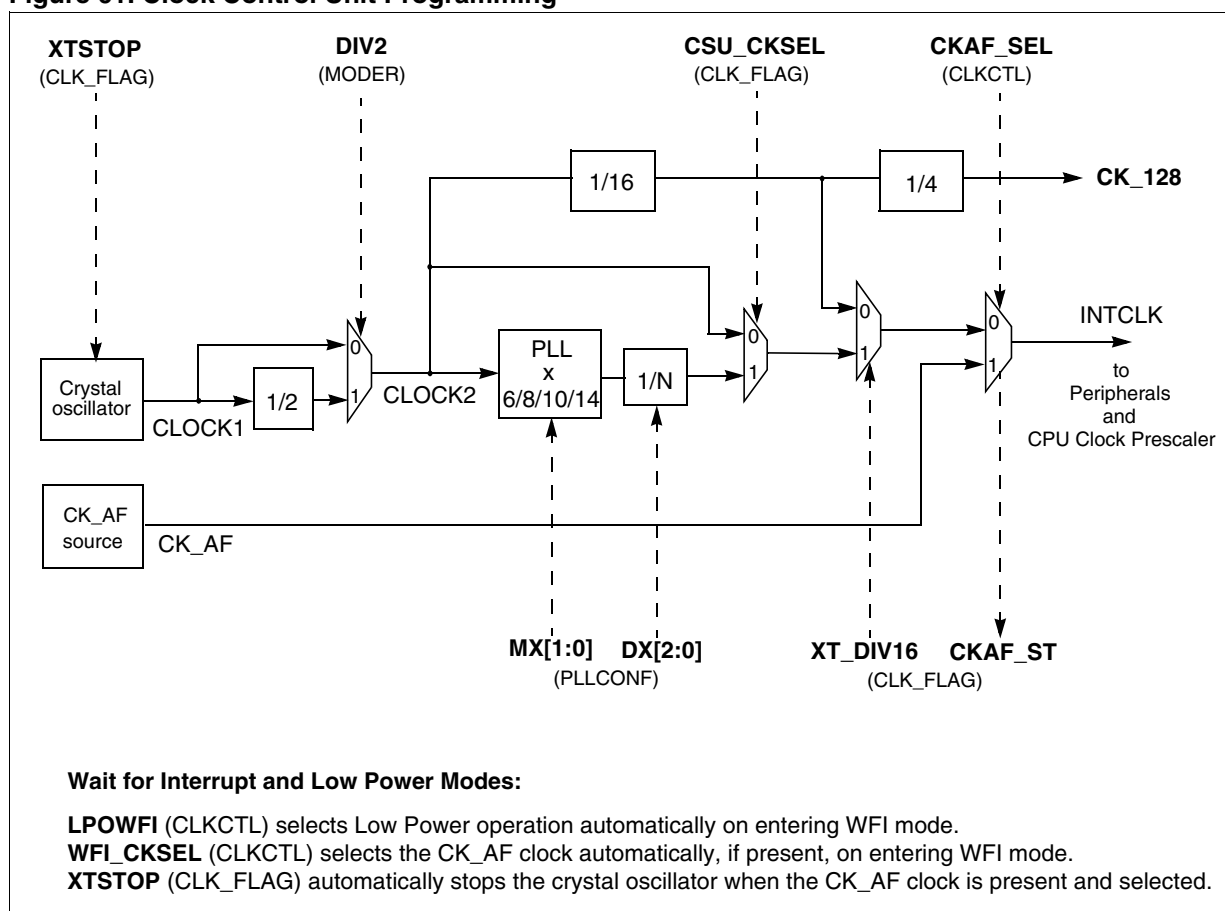 Clock Control Unit Programming
XTSTOP
(CLK_FLAG)
DIV2
(MODER)
CSU_CKSEL
(CLK_FLAG)
CKAF_SEL
(CLKCTL)
1/16
1/4
CK_128
Crystal
oscillator
CLOCK1
1/2
0
1
CLOCK2
PLL
x
6/8/10/14
1/N
0
1
0
1
0
1
INTCLK
to
Peripherals
and
CPU Clock Prescaler
CK_AF
source
CK_AF
MX[1:0] DX[2:0]
(PLLCONF)
XT_DIV16 CKAF_ST
(CLK_FLAG)
Wait for Interrupt and Low Power Modes:
LPOWFI (CLKCTL) selects Low Power operation automatically on entering WFI mode.
WFI_CKSEL (CLKCTL) selects the CK_AF clock automatically, if present, on entering WFI mode.
XTSTOP (CLK_FLAG) automatically stops the crystal oscillator when the CK_AF clock is present and selected.